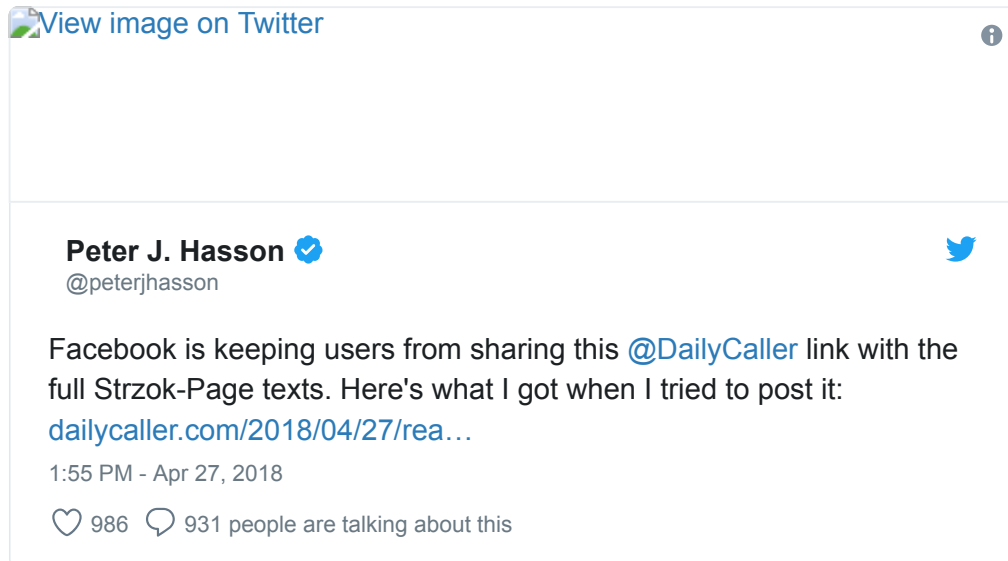 View image on Twitter
Peter J. Hasson
@peterjhasson
Facebook is keeping users from sharing this @DailyCaller link with the
full Strzok-Page texts. Here's what I got when I tried to post it:
dailycaller.com/2018/04/27/rea…
1:55 PM - Apr 27, 2018
986 931 people are talking about this